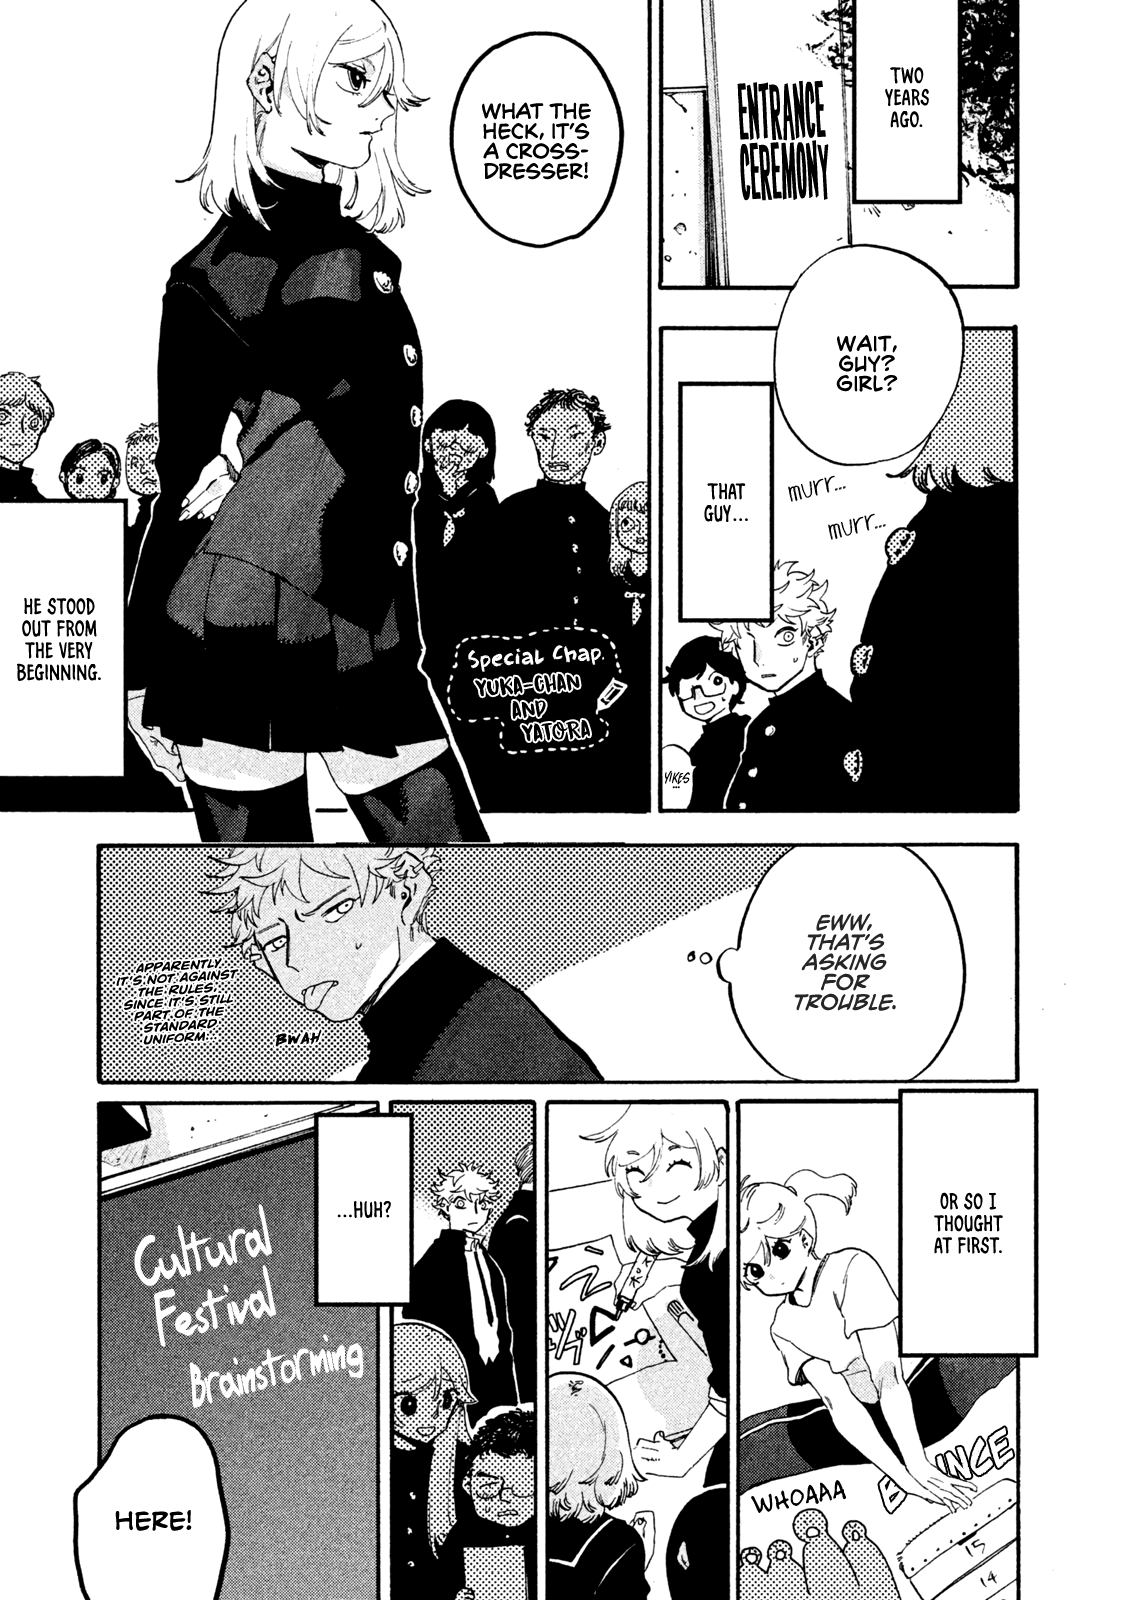 TWO
YEARS
AGO.
ENTRANCE
CEREMONY
WAIT,
GUY?
GIRL?
THAT
GUY...
murr...
murr...
YIKES
...
WHAT THE
HECK, IT'S
A CROSS-
DRESSER!
HE STOOD
OUT FROM
THE VERY
BEGINNING.
Special Chap.
YUKA-CHAN
AND
YATORA
EWW,
THAT'S
ASKING
FOR
TROUBLE.
APPARENTLY,
IT'S NOT AGAINST
THE RULES,
SINCE IT'S STILL
PART OF THE
STANDARD
UNIFORM.
BWAH
OR SO I
THOUGHT
AT FIRST.
WHOAAA
15
14
...HUH?
Cultural
Festival
Brainstorming
HERE!